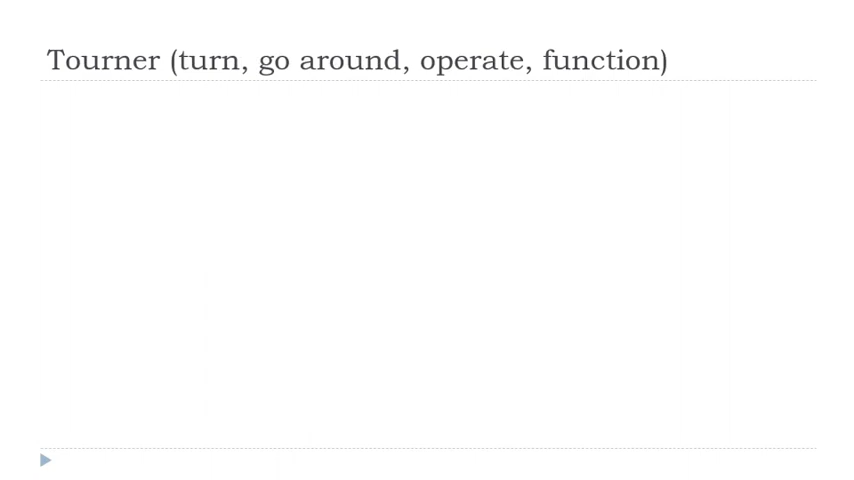 Tourner (turn, go around, operate, function)